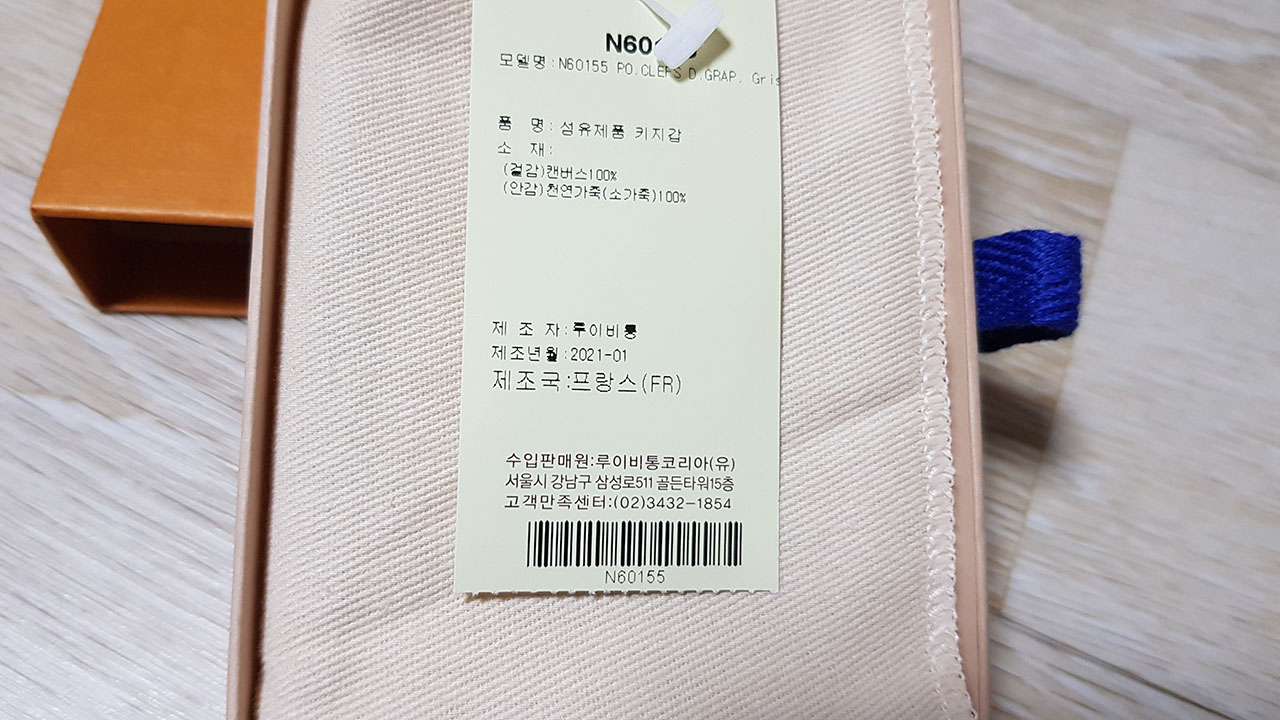 모델명:N60155 PO.CLEFS D.GRAP. Gris
품 명: 섬유제품 키지갑
소 재:
(겉감)캔버스100%
(안감)천연가죽(소가죽)100%
제 조 자:루이비통
제조년월:2021-01
제조국:프랑스(FR)
수입판매원:루이비통코리아(유)
서울시 강남구 삼성로511 골든타워15층
고객만족센터:(02)3432-1854
N60155